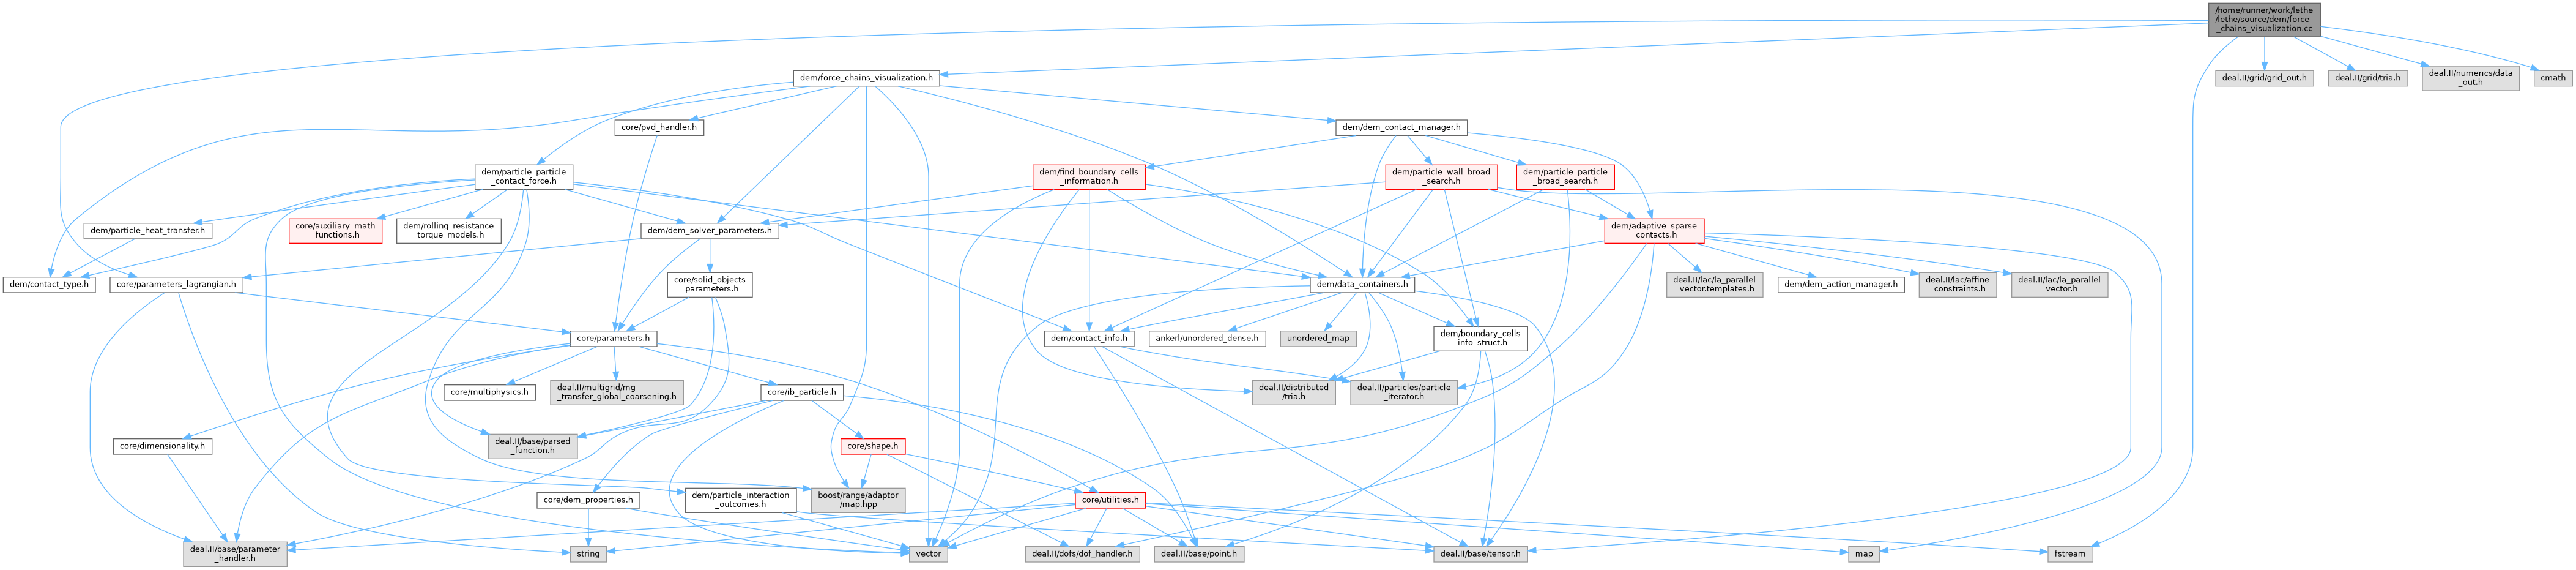 /home/runner/work/lethe
/lethe/source/dem/force
_chains_visualization.cc
dem/force_chains_visualization.h
deal.II/grid/grid_out.h
deal.II/grid/tria.h
deal.II/numerics/data
_out.h
cmath
core/pvd_handler.h
dem/dem_contact_manager.h
dem/particle_particle
_contact_force.h
dem/find_boundary_cells
_information.h
dem/particle_wall_broad
_search.h
dem/particle_particle
_broad_search.h
dem/particle_heat_transfer.h
core/auxiliary_math
_functions.h
dem/rolling_resistance
_torque_models.h
dem/dem_solver_parameters.h
dem/adaptive_sparse
_contacts.h
dem/contact_type.h
core/parameters_lagrangian.h
core/solid_objects
_parameters.h
dem/data_containers.h
deal.II/lac/la_parallel
_vector.templates.h
dem/dem_action_manager.h
deal.II/lac/affine
_constraints.h
deal.II/lac/la_parallel
_vector.h
core/parameters.h
dem/contact_info.h
ankerl/unordered_dense.h
unordered_map
dem/boundary_cells
_info_struct.h
core/multiphysics.h
deal.II/multigrid/mg
_transfer_global_coarsening.h
core/ib_particle.h
deal.II/distributed
/tria.h
deal.II/particles/particle
_iterator.h
core/dimensionality.h
deal.II/base/parsed
_function.h
core/shape.h
core/dem_properties.h
dem/particle_interaction
_outcomes.h
boost/range/adaptor
/map.hpp
core/utilities.h
deal.II/base/parameter
_handler.h
string
vector
deal.II/dofs/dof_handler.h
deal.II/base/point.h
deal.II/base/tensor.h
map
fstream